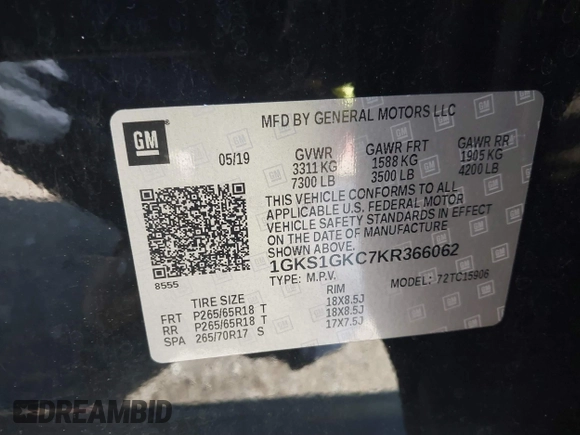 GM
MFD BY GENERAL MOTORS LLC
05/19
GVWR GAWR FRT GAWR RR
3311 KG 1588 KG 1905 KG
7300 LB 3500 LB 4200 LB
THIS VEHICLE CONFORMS TO ALL
APPLICABLE U.S. FEDERAL MOTOR
VEHICLE SAFETY STANDARDS IN EFFECT
ON THE DATE OF MANUFACTURE
SHOWN ABOVE.
1GKS1GKC7KR366062
TYPE: M.P.V. MODEL: 72TC15906
8555
TIRE SIZE RIM
FRT P265/65R18 T 18X8.5J
RR P265/65R18 T 18X8.5J
SPA 265/70R17 S 17X7.5J
DREAMBID